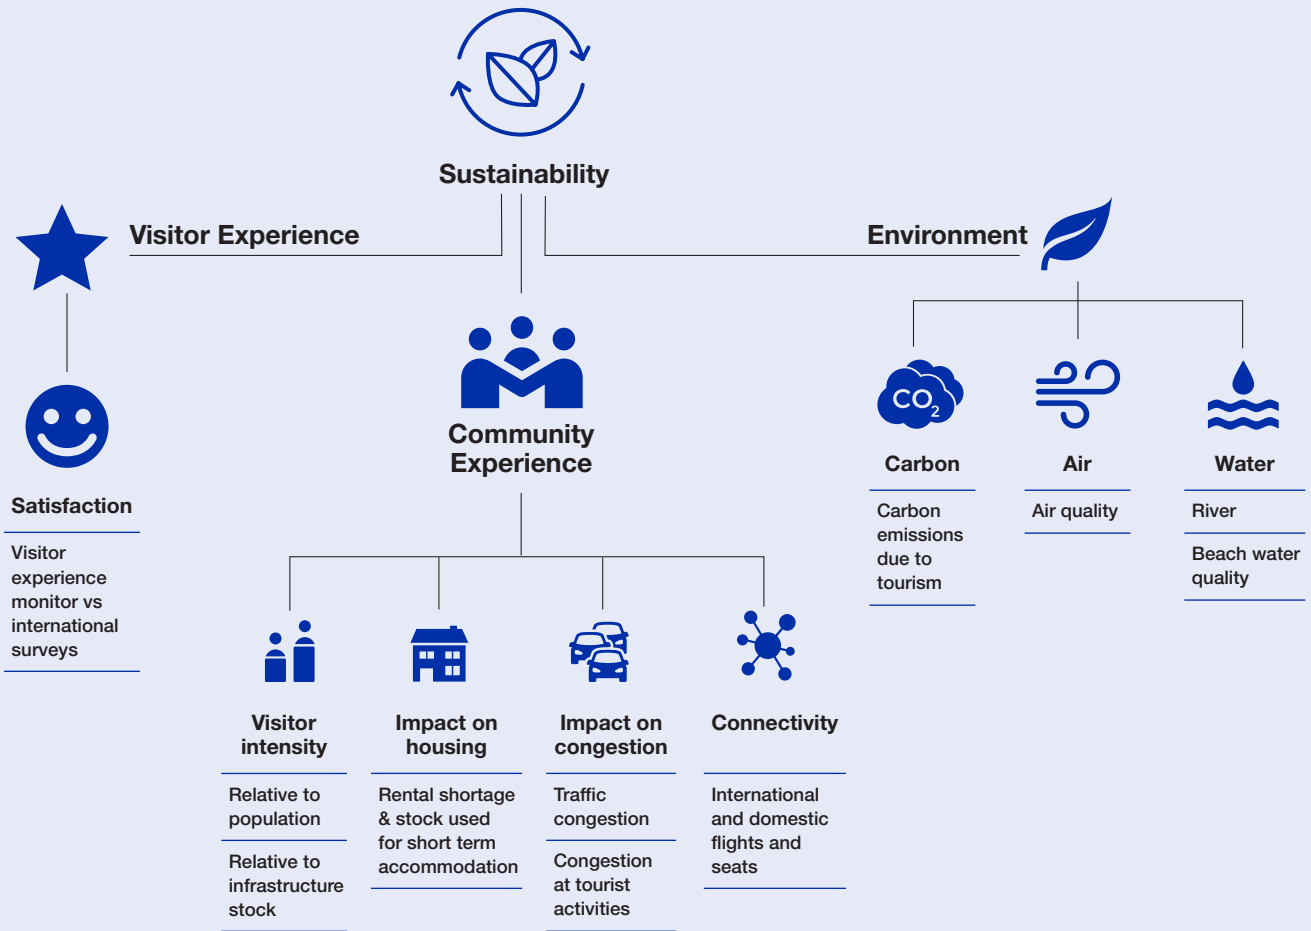 Sustainability
Visitor Experience
Environment
Satisfaction
Visitor
experience
monitor vs
international
surveys
Community
Experience
Visitor
intensity
Relative to
population
Relative to
infrastructure
stock
Impact on
housing
Rental shortage
& stock used
for short term
accommodation
Impact on
congestion
Traffic
congestion
Congestion
at tourist
activities
Connectivity
International
and domestic
flights and
seats
CO2
Carbon
Carbon
emissions
due to
tourism
Air
Air quality
Water
River
Beach water
quality